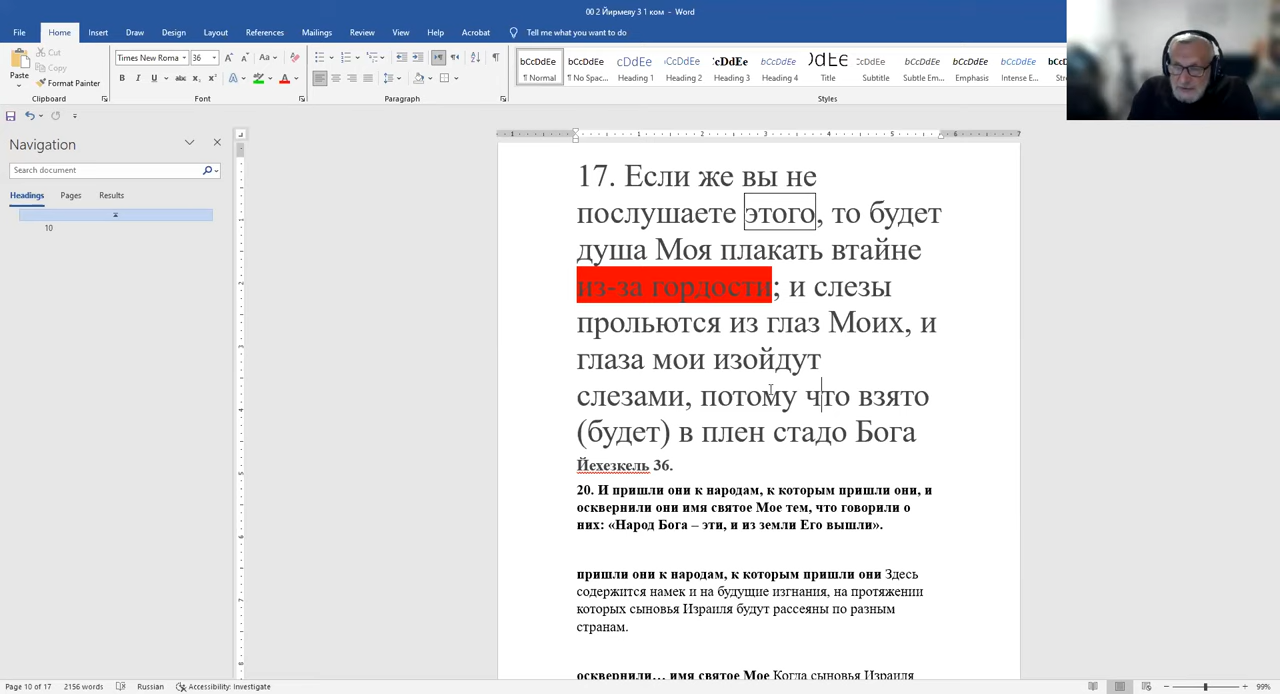 00 2 Йирмеяу 3 1 ком - Word
File Home Insert Draw Design Layout References Mailings Review View Help Acrobat Tell me what you want to do
Paste Cut Copy Format Painter
Times New Roma 36
AaBbCcDdEe
Normal No Spac... Heading 1 Heading 2 Heading 3 Heading 4 Title Subtitle Subtle Em... Emphasis Intense E...
Clipboard Font Paragraph Styles
Navigation
Search document
Headings Pages Results
10
17. Если же вы не
послушаете этого, то будет
душа Моя плакать втайне
из-за гордости; и слезы
прольются из глаз Моих, и
глаза мои изойдут
слезами, потому что взято
(будет) в плен стадо Бога
Йехезкель 36.
20. И пришли они к народам, к которым пришли они, и
осквернили они имя святое Мое тем, что говорили о
них: «Народ Бога – эти, и из земли Его вышли».
пришли они к народам, к которым пришли они Здесь
содержится намек и на будущие изгнания, на протяжении
которых сыновья Израиля будут рассеяны по разным
странам.
осквернили… имя святое Мое Когда сыновья Израиля
Page 10 of 17 2156 words Russian Accessibility: Investigate 99%